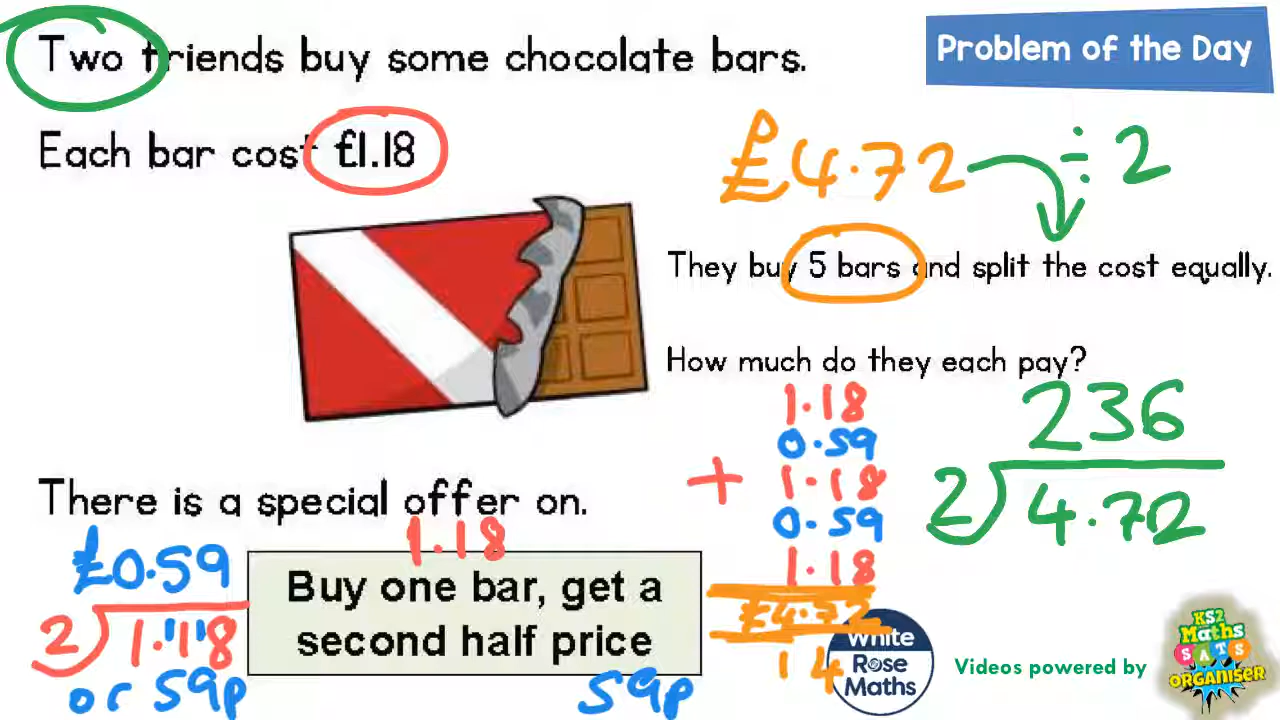 Two friends buy some chocolate bars.
Problem of the Day
Each bar cost £1.18
£4.72 ÷ 2
They buy 5 bars and split the cost equally.
How much do they each pay?
1.18
0.59
+ 1.18
0.59
1.18
£4.72
1 4
236
2 4.72
There is a special offer on.
1.18
Buy one bar, get a
second half price
59p
£0.59
2 1.118
or 59p
White
Rose
Maths
Videos powered by
KS2
Maths
SATS
ORGANISER